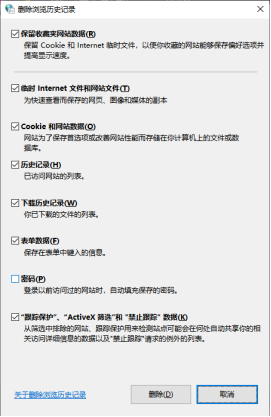 删除浏览历史记录
保留收藏夹网站数据(R)
保留 Cookie 和 Internet 临时文件，以便你收藏的网站能够保存偏好选项并
提高显示速度。
临时 Internet 文件和网站文件(T)
为快速查看而保存的网页、图像和媒体的副本
Cookie 和网站数据(O)
网站为了保存首选项或改善网站性能而存储在你计算机上的文件或数
据库。
历史记录(H)
已访问网站的列表。
下载历史记录(W)
你已下载的文件的列表。
表单数据(F)
保存在表单中键入的信息。
密码(P)
登录以前访问过的网站时，自动填充保存的密码。
“跟踪保护”、“ActiveX 筛选”和 “禁止跟踪” 数据(K)
从筛选中排除的网站、跟踪保护用来检测站点可能会在何处自动共享你的相
关访问详细信息的数据以及“禁止跟踪”请求的例外的列表。
关于删除浏览历史记录
删除(D)
取消